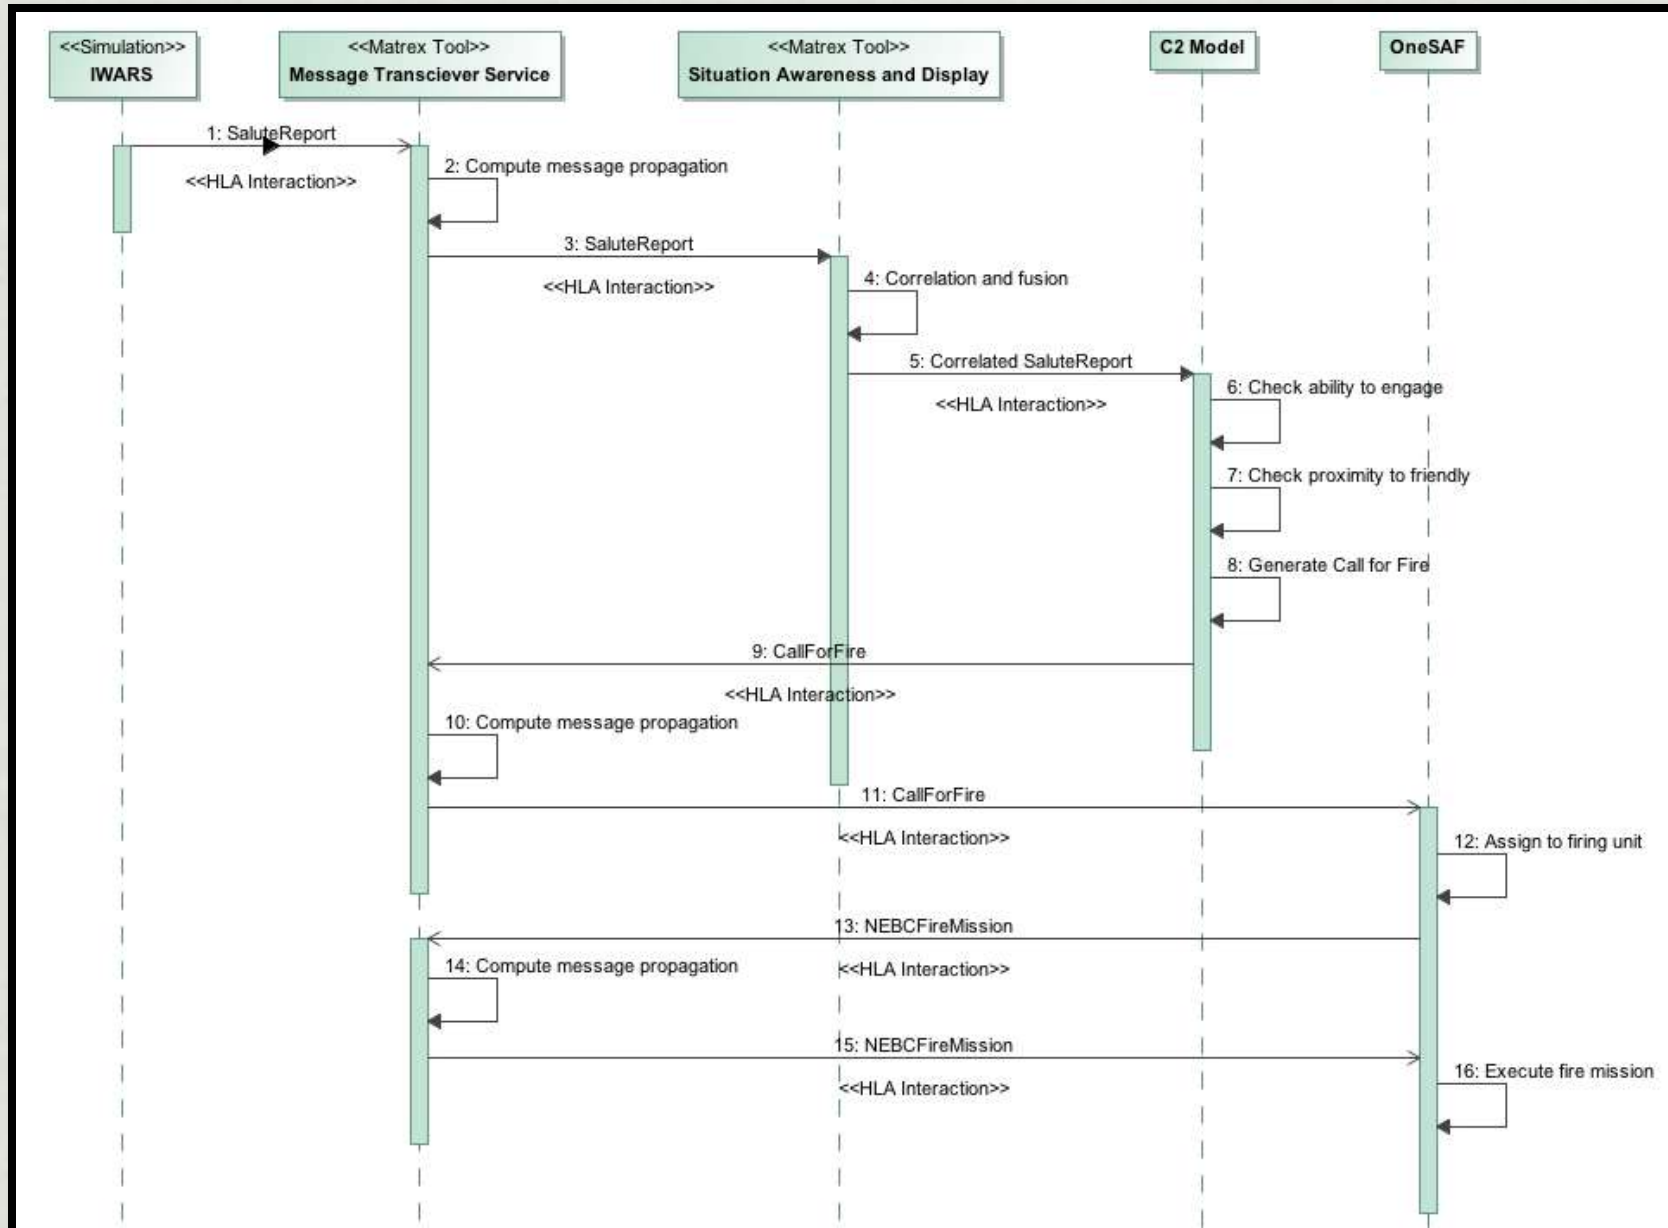 <<Simulation>>
IWARS
<<Matrex Tool>>
Message Transciever Service
<<Matrex Tool>>
Situation Awareness and Display
C2 Model
OneSAF
1: SaluteReport
<<HLA Interaction>>
2: Compute message propagation
3: SaluteReport
<<HLA Interaction>>
4: Correlation and fusion
5: Correlated SaluteReport
<<HLA Interaction>>
6: Check ability to engage
7: Check proximity to friendly
8: Generate Call for Fire
9: CallForFire
<<HLA Interaction>>
10: Compute message propagation
11: CallForFire
<<HLA Interaction>>
12: Assign to firing unit
13: NEBCFireMission
<<HLA Interaction>>
14: Compute message propagation
15: NEBCFireMission
<<HLA Interaction>>
16: Execute fire mission